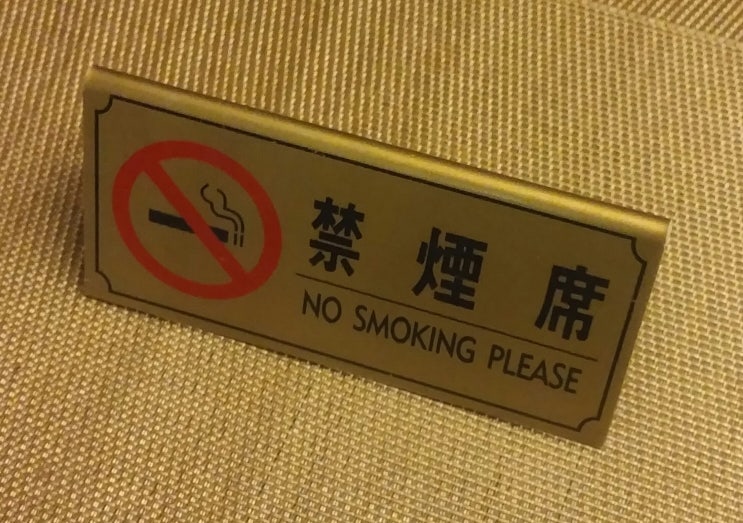 禁煙席
NO SMOKING PLEASE